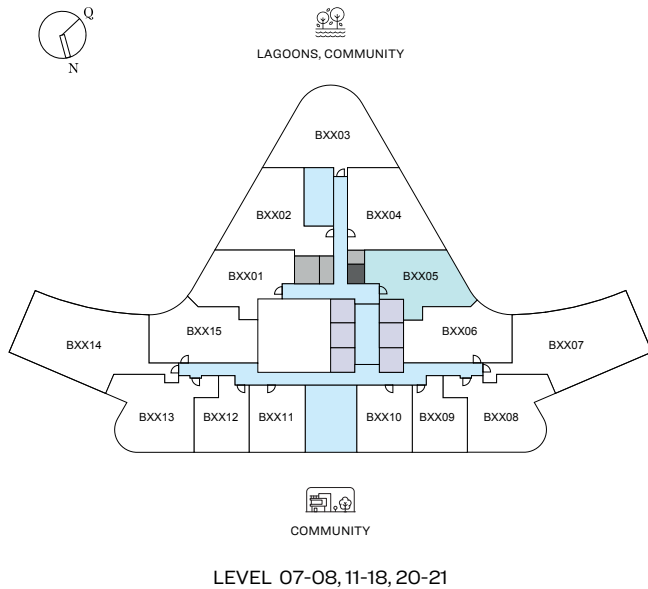 Q
N
LAGOONS, COMMUNITY
BXX03
BXX02
BXX04
BXX01
BXX05
BXX15
BXX06
BXX14
BXX07
BXX13
BXX12
BXX11
BXX10
BXX09
BXX08
COMMUNITY
LEVEL 07-08, 11-18, 20-21